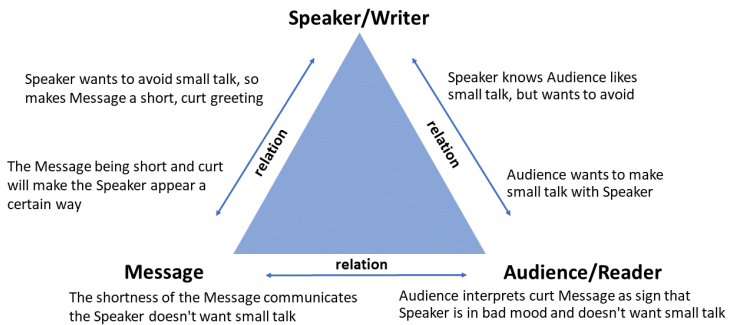 Speaker/Writer
Speaker wants to avoid small talk, so
makes Message a short, curt greeting
Speaker knows Audience likes
small talk, but wants to avoid
relation
relation
The Message being short and curt
will make the Speaker appear a
certain way
Audience wants to make
small talk with Speaker
relation
Message
Audience/Reader
The shortness of the Message communicates
the Speaker doesn't want small talk
Audience interprets curt Message as sign that
Speaker is in bad mood and doesn't want small talk